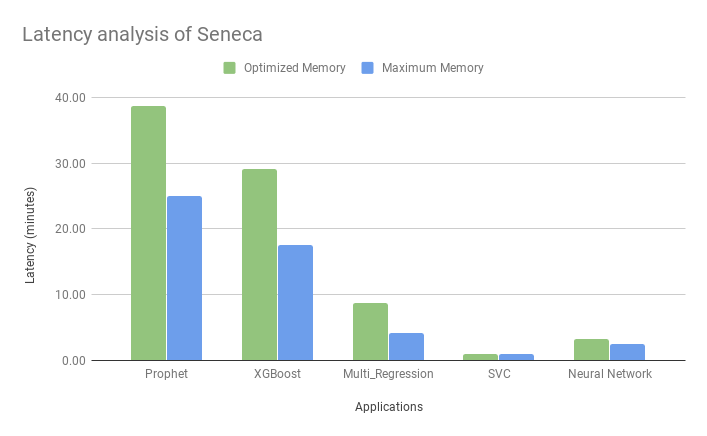 Latency analysis of Seneca
Optimized Memory
Maximum Memory
40.00
30.00
20.00
10.00
0.00
Latency (minutes)
Prophet
XGBoost
Multi_Regression
SVC
Neural Network
Applications